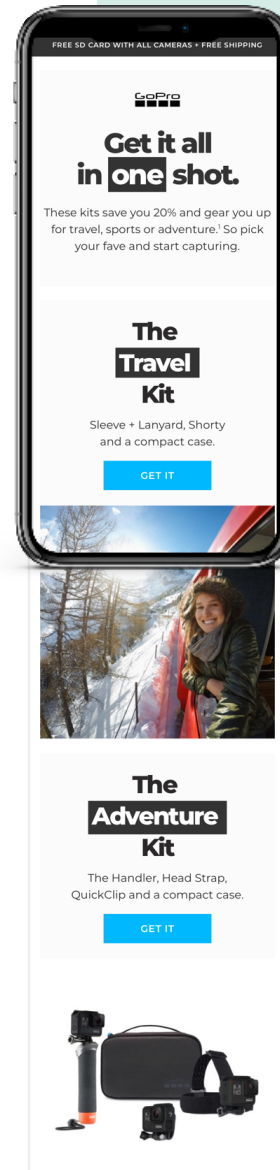 FREE SD CARD WITH ALL CAMERAS + FREE SHIPPING
GoPro
Get it all
in one shot.
These kits save you 20% and gear you up
for travel, sports or adventure.¹ So pick
your fave and start capturing.
The
Travel
Kit
Sleeve + Lanyard, Shorty
and a compact case.
GET IT
The
Adventure
Kit
The Handler, Head Strap,
QuickClip and a compact case.
GET IT